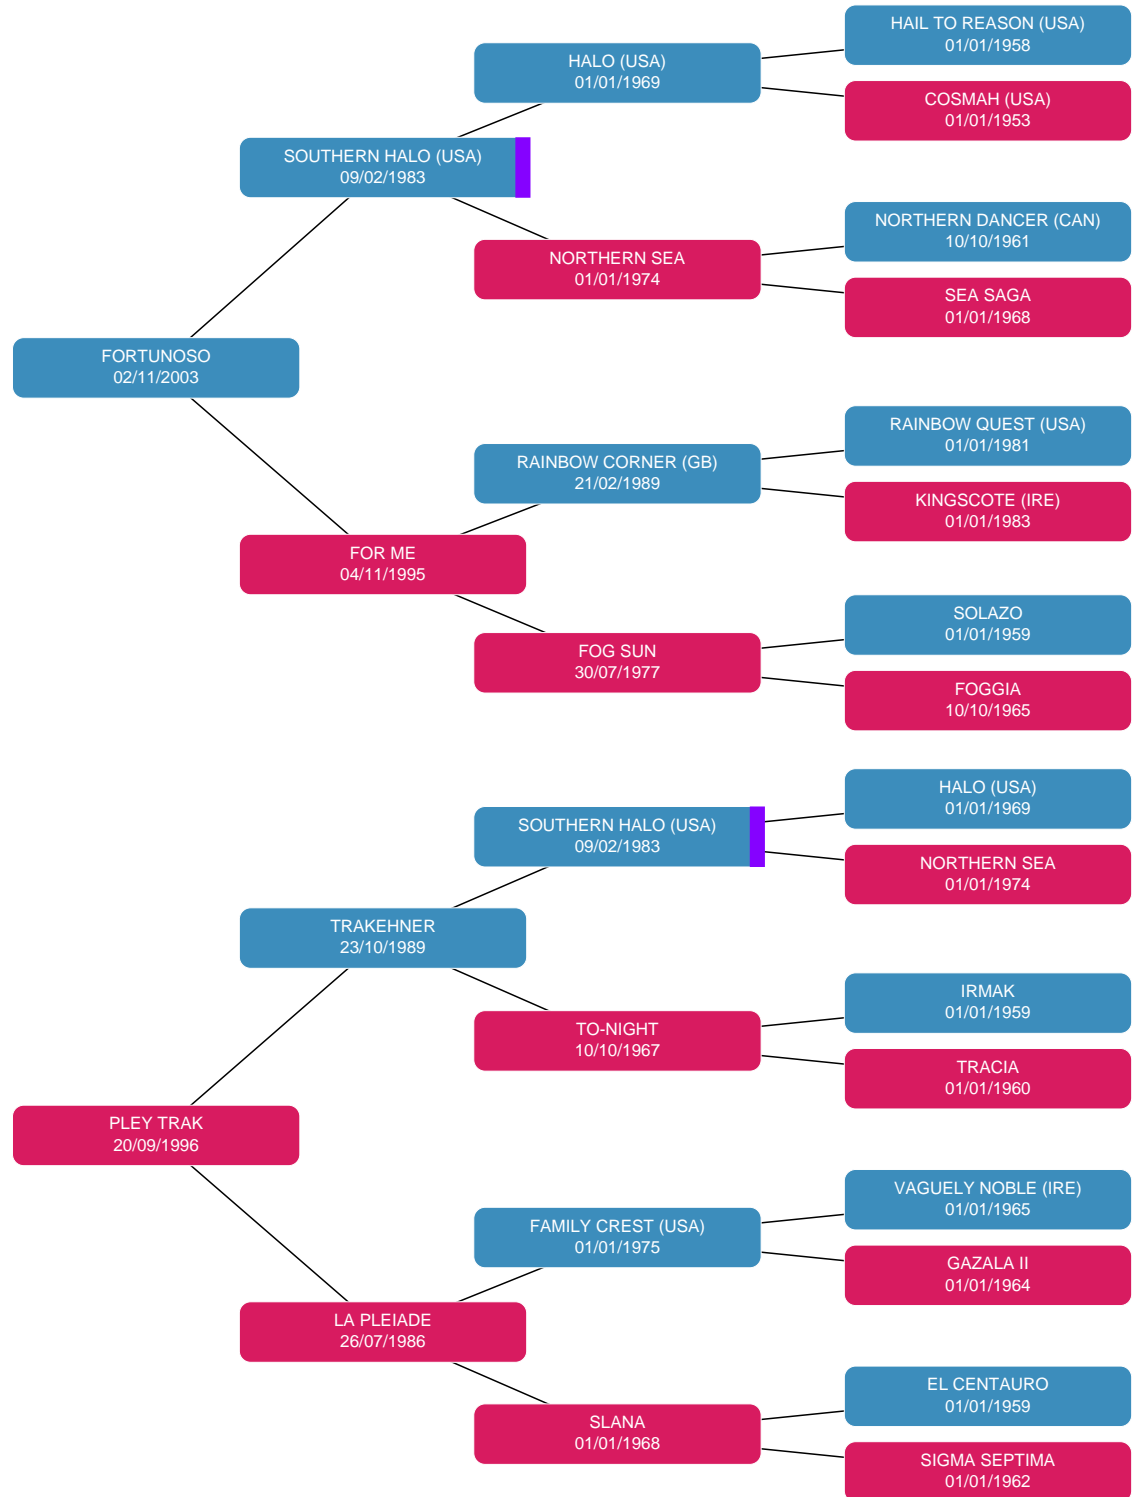 HAIL TO REASON (USA)
01/01/1958
HALO (USA)
01/01/1969
COSMAH (USA)
01/01/1953
SOUTHERN HALO (USA)
09/02/1983
NORTHERN DANCER (CAN)
10/10/1961
NORTHERN SEA
01/01/1974
SEA SAGA
01/01/1968
FORTUNOSO
02/11/2003
RAINBOW QUEST (USA)
01/01/1981
RAINBOW CORNER (GB)
21/02/1989
KINGSCOTE (IRE)
01/01/1983
FOR ME
04/11/1995
SOLAZO
01/01/1959
FOG SUN
30/07/1977
FOGGIA
10/10/1965
HALO (USA)
01/01/1969
SOUTHERN HALO (USA)
09/02/1983
NORTHERN SEA
01/01/1974
TRAKEHNER
23/10/1989
IRMAK
01/01/1959
TO-NIGHT
10/10/1967
TRACIA
01/01/1960
PLEY TRAK
20/09/1996
VAGUELY NOBLE (IRE)
01/01/1965
FAMILY CREST (USA)
01/01/1975
GAZALA II
01/01/1964
LA PLEIADE
26/07/1986
EL CENTAURO
01/01/1959
SLANA
01/01/1968
SIGMA SEPTIMA
01/01/1962